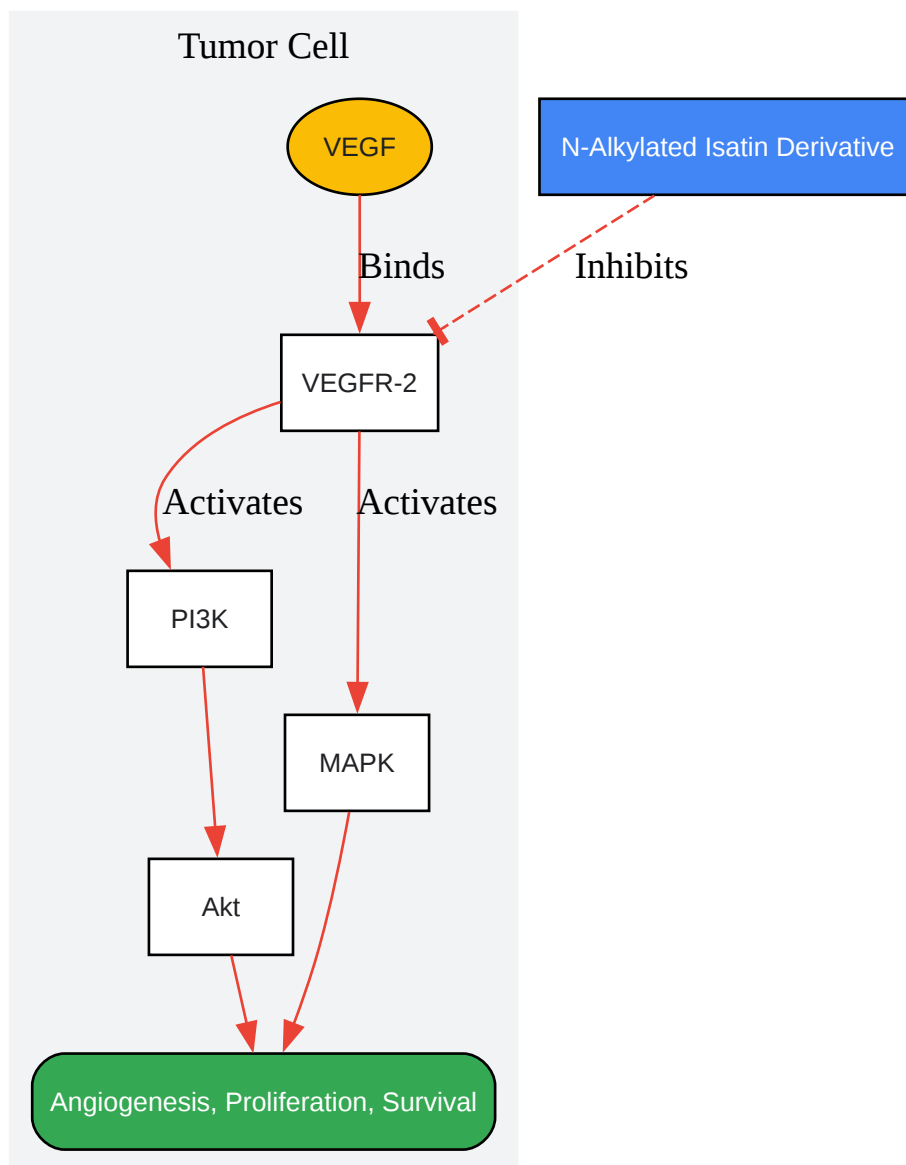 Tumor Cell
VEGF
N-Alkylated Isatin Derivative
Binds
Inhibits
VEGFR-2
Activates
Activates
PI3K
MAPK
Akt
Angiogenesis, Proliferation, Survival